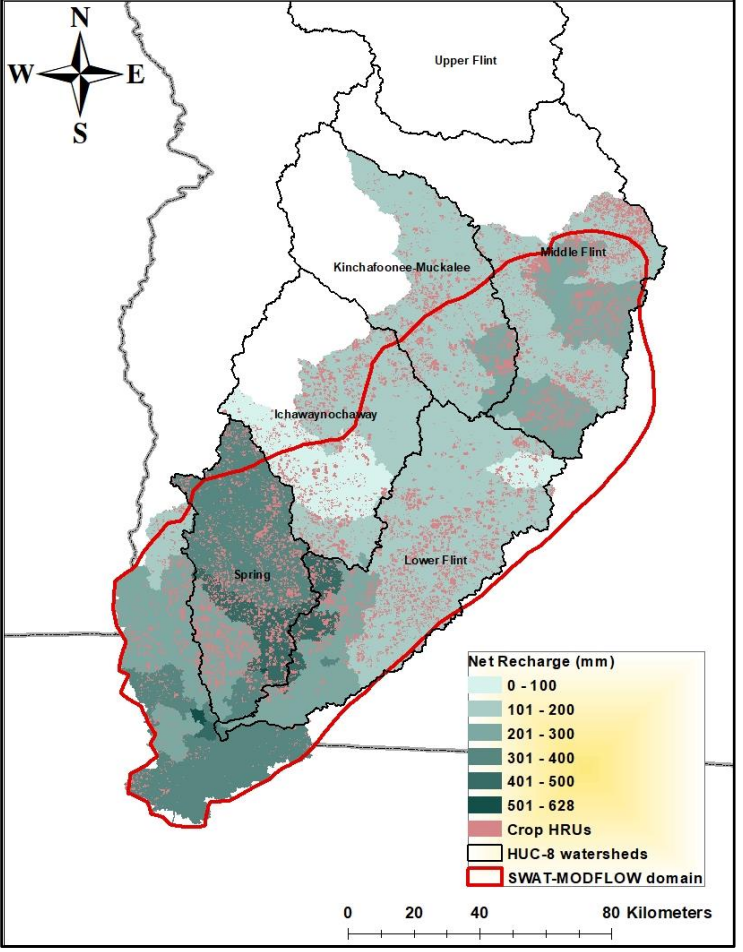 N
W E
S
Upper Flint
Middle Flint
Kinchafoonee-Muckalee
Ichawaynochaway
Lower Flint
Spring
Net Recharge (mm)
0 - 100
101 - 200
201 - 300
301 - 400
401 - 500
501 - 628
Crop HRUs
HUC-8 watersheds
SWAT-MODFLOW domain
0 20 40 80 Kilometers